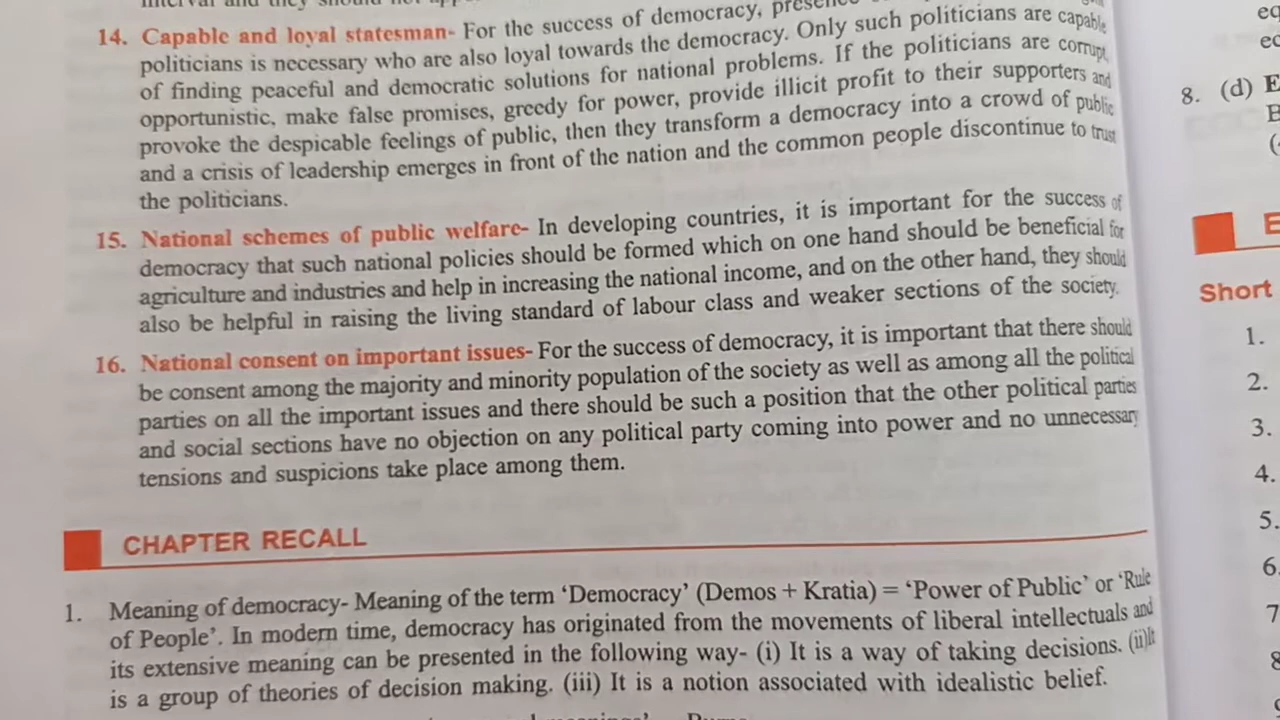 14. Capable and loyal statesman- For the success of democracy,
politicians is necessary who are also loyal towards the democracy. Only such politicians are capable
of finding peaceful and democratic solutions for national problems. If the politicians are corrupt,
opportunistic, make false promises, greedy for power, provide illicit profit to their supporters and
provoke the despicable feelings of public, then they transform a democracy into a crowd of public
and a crisis of leadership emerges in front of the nation and the common people discontinue to trust
the politicians.
15. National schemes of public welfare- In developing countries, it is important for the success of
democracy that such national policies should be formed which on one hand should be beneficial for
agriculture and industries and help in increasing the national income, and on the other hand, they should
also be helpful in raising the living standard of labour class and weaker sections of the society.
16. National consent on important issues- For the success of democracy, it is important that there should
be consent among the majority and minority population of the society as well as among all the political
parties on all the important issues and there should be such a position that the other political parties
and social sections have no objection on any political party coming into power and no unnecessary
tensions and suspicions take place among them.
CHAPTER RECALL
1. Meaning of democracy- Meaning of the term ‘Democracy’ (Demos + Kratia) = ‘Power of Public’ or ‘Rule
of People’. In modern time, democracy has originated from the movements of liberal intellectuals and
its extensive meaning can be presented in the following way- (i) It is a way of taking decisions. (ii) It
is a group of theories of decision making. (iii) It is a notion associated with idealistic belief.
8. (d)
Short
1.
2.
3.
4.
5.
6.
7
8